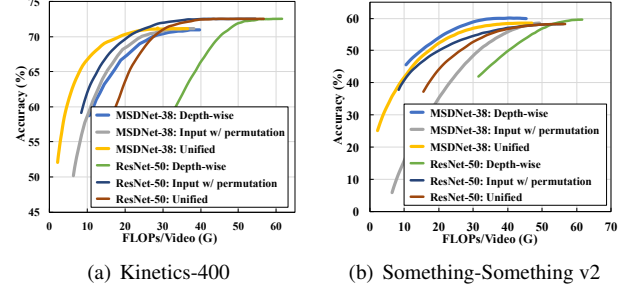 75
70
65
60
55
50
45
0 10 20 30 40 50 60 70
Accuracy (%)
FLOPs/Video (G)
MSDNet-38: Depth-wise
MSDNet-38: Input w/ permutation
MSDNet-38: Unified
ResNet-50: Depth-wise
ResNet-50: Input w/ permutation
ResNet-50: Unified
(a) Kinetics-400
60
50
40
30
20
10
0
0 10 20 30 40 50 60 70
Accuracy (%)
FLOPs/Video (G)
MSDNet-38: Depth-wise
MSDNet-38: Input w/ permutation
MSDNet-38: Unified
ResNet-50: Depth-wise
ResNet-50: Input w/ permutation
ResNet-50: Unified
(b) Something-Something v2